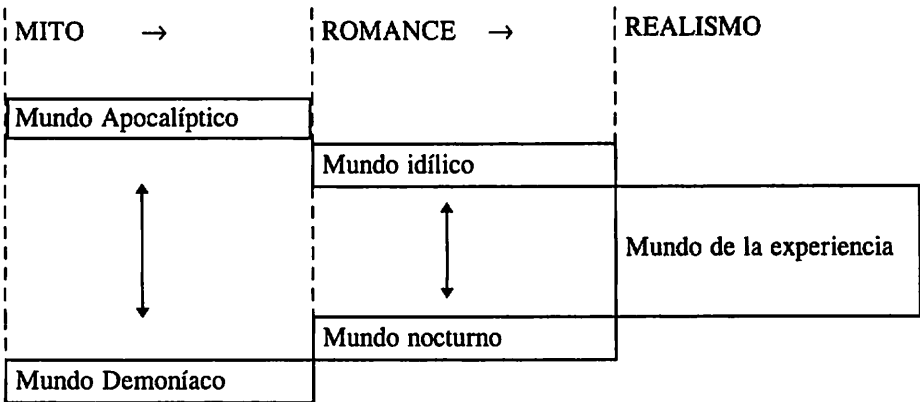 MITO → ROMANCE → REALISMO
Mundo Apocalíptico
Mundo idílico
Mundo de la experiencia
Mundo nocturno
Mundo Demoníaco